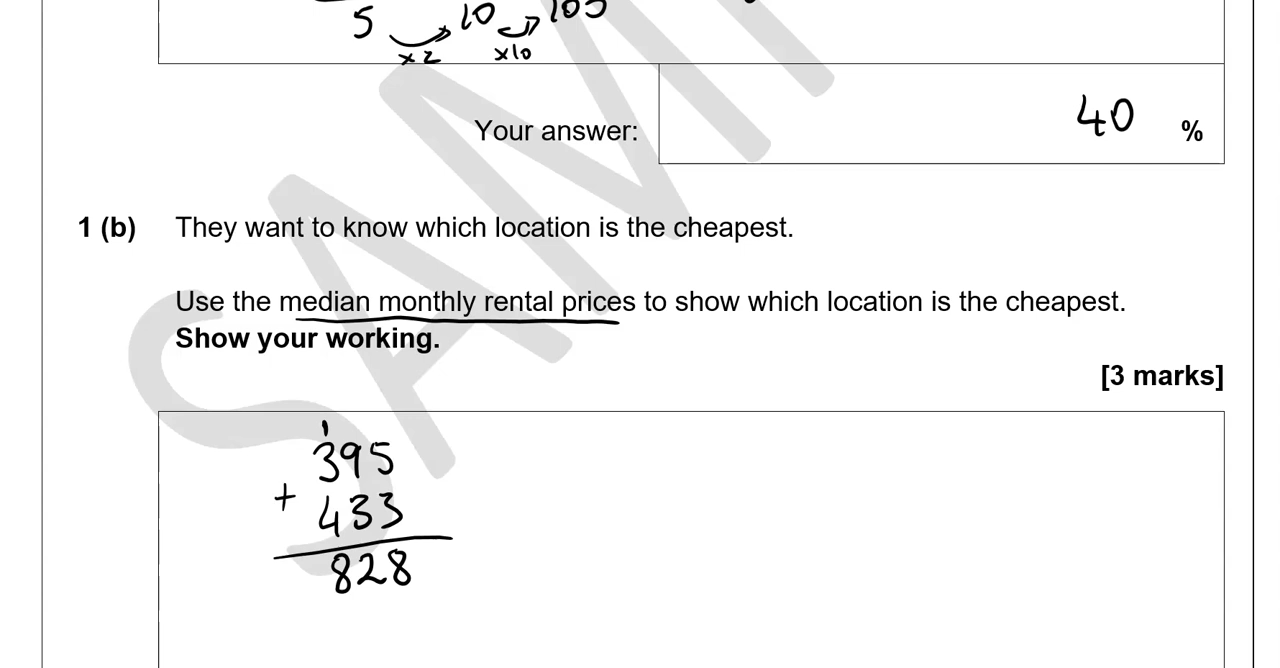 5 10
×2 ×10
Your answer: 40 %
1 (b) They want to know which location is the cheapest.
Use the median monthly rental prices to show which location is the cheapest.
Show your working.
[3 marks]
1
395
+ 433
828